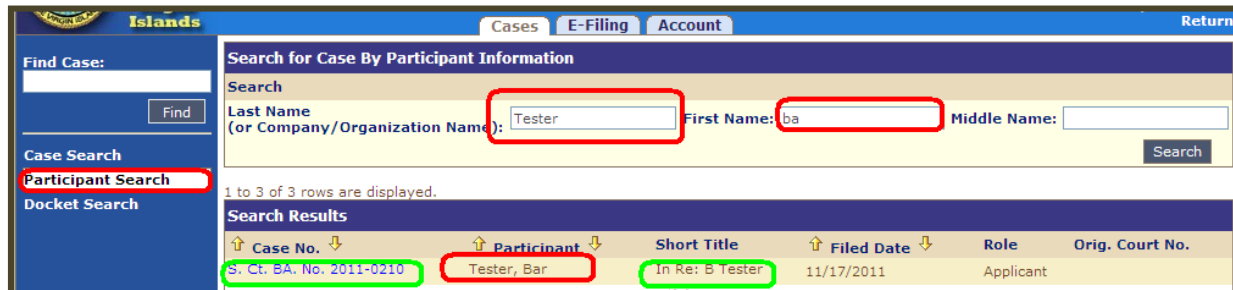 Islands
Cases E-Filing Account Return
Find Case:
Find
Case Search
Participant Search
Docket Search
Search for Case By Participant Information
Search
Last Name
(or Company/Organization Name): Tester First Name: ba Middle Name:
Search
1 to 3 of 3 rows are displayed.
Search Results
Case No. Participant Short Title Filed Date Role Orig. Court No.
S. Ct. BA. No. 2011-0210 Tester, Bar In Re: B Tester 11/17/2011 Applicant